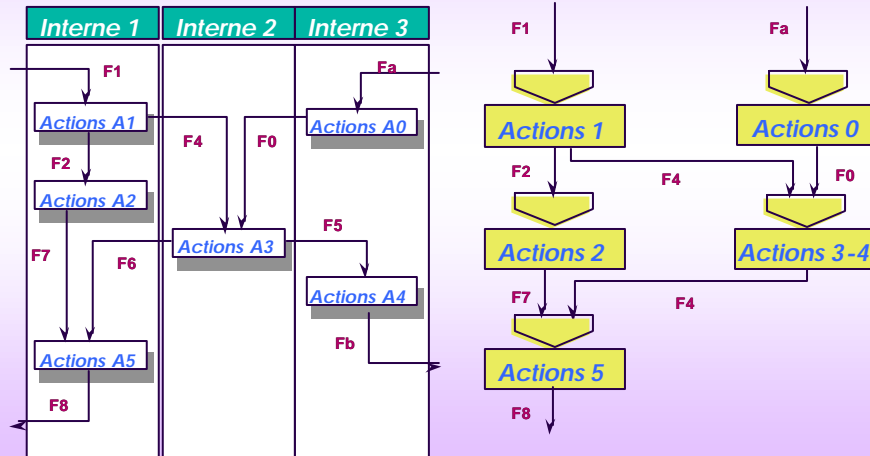 Interne 1
Interne 2
Interne 3
F1
Fa
Actions A1
F4
F0
Actions A0
F2
Actions A2
F7
F6
Actions A3
F5
Actions A4
Fb
Actions A5
F8
F1
Fa
Actions 1
Actions 0
F2
F4
F0
Actions 2
Actions 3-4
F7
F4
Actions 5
F8